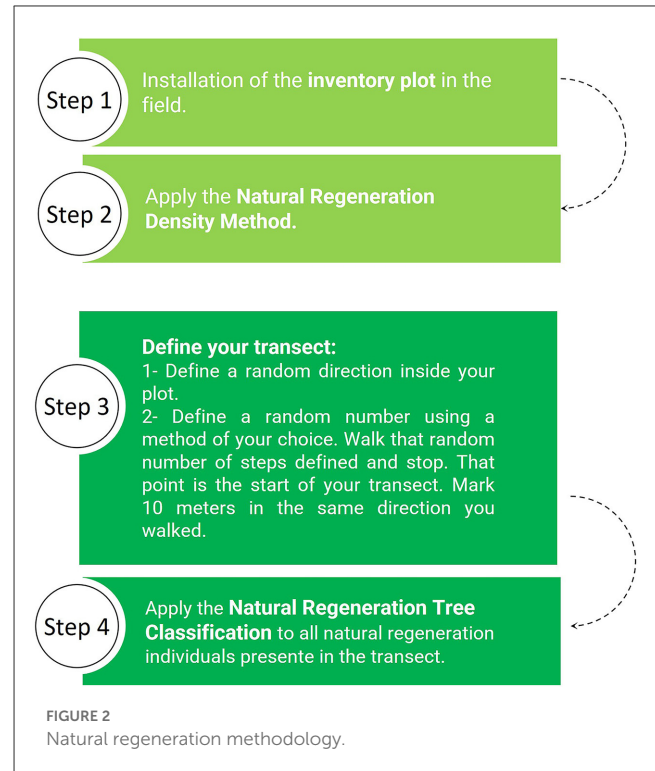 Step 1
Installation of the inventory plot in the
field.
Step 2
Apply the Natural Regeneration
Density Method.
Step 3
Define your transect:
1- Define a random direction inside your
plot.
2- Define a random number using a
method of your choice. Walk that random
number of steps defined and stop. That
point is the start of your transect. Mark
10 meters in the same direction you
walked.
Step 4
Apply the Natural Regeneration Tree
Classification to all natural regeneration
individuals presente in the transect.
FIGURE 2
Natural regeneration methodology.